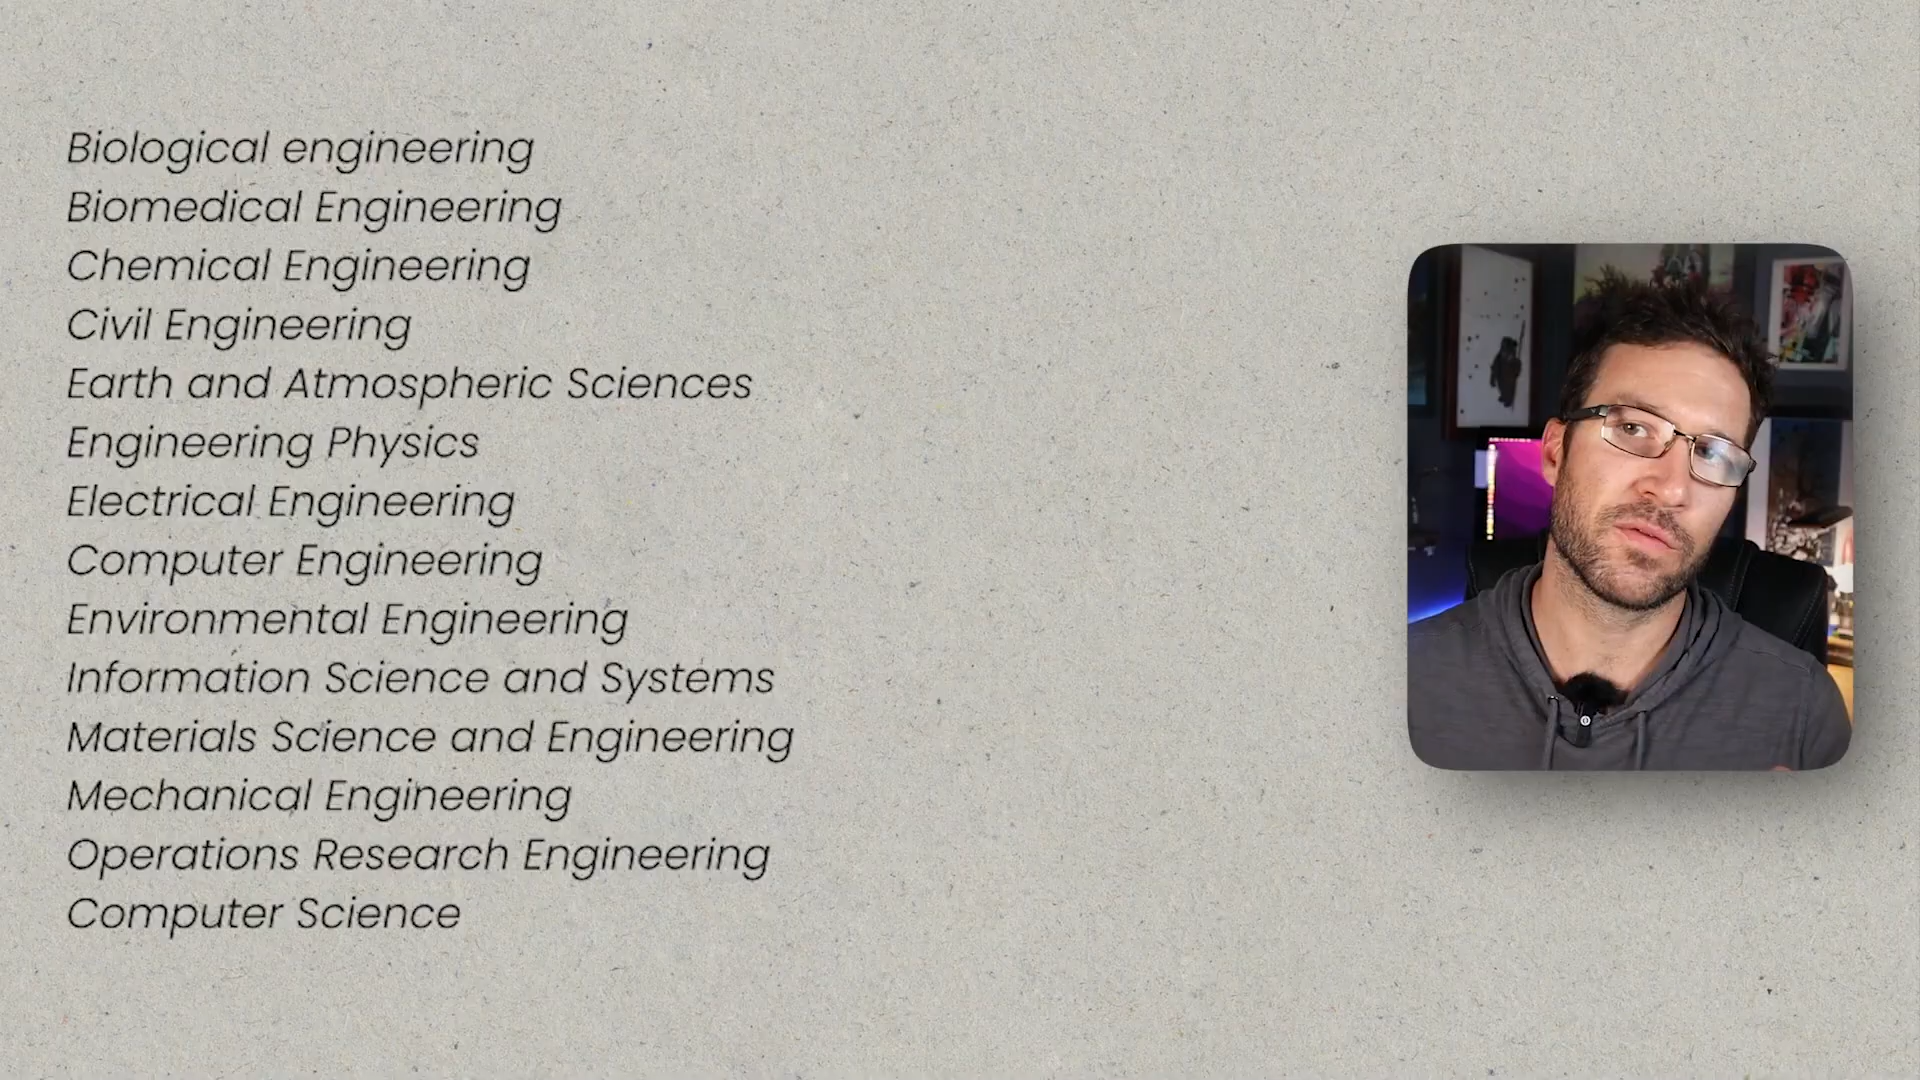 Biological engineering
Biomedical Engineering
Chemical Engineering
Civil Engineering
Earth and Atmospheric Sciences
Engineering Physics
Electrical Engineering
Computer Engineering
Environmental Engineering
Information Science and Systems
Materials Science and Engineering
Mechanical Engineering
Operations Research Engineering
Computer Science